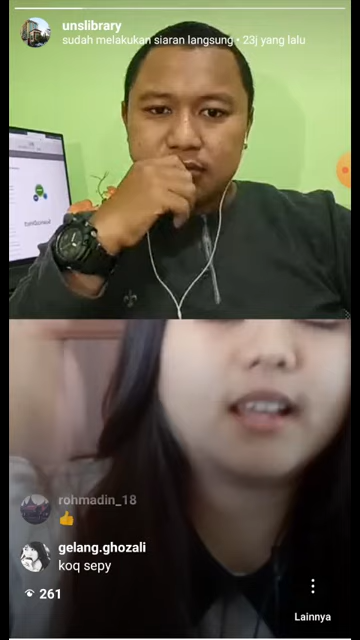 unslibrary
sudah melakukan siaran langsung • 23j yang lalu
rohmadin_18
👍
gelang.ghozali
koq sepy
261
Lainnya